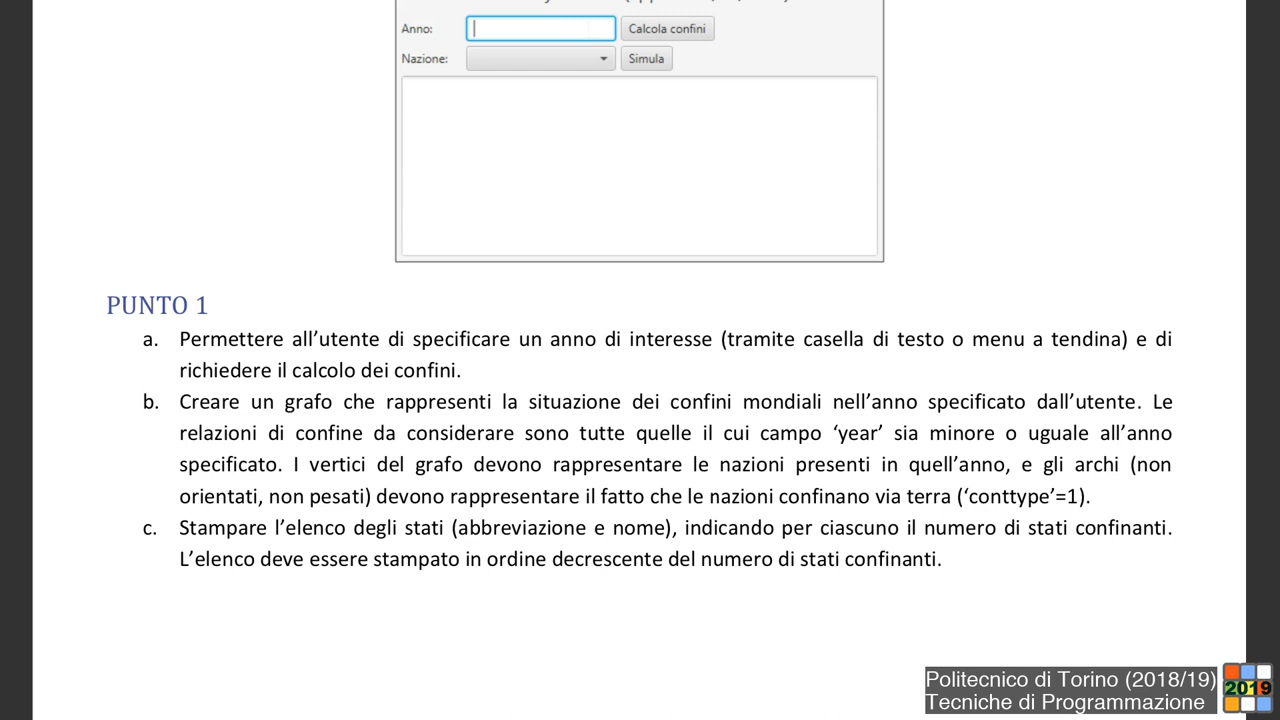 Anno:
Calcola confini
Nazione:
Simula
PUNTO 1
a. Permettere all’utente di specificare un anno di interesse (tramite casella di testo o menu a tendina) e di
richiedere il calcolo dei confini.
b. Creare un grafo che rappresenti la situazione dei confini mondiali nell’anno specificato dall’utente. Le
relazioni di confine da considerare sono tutte quelle il cui campo ‘year’ sia minore o uguale all’anno
specificato. I vertici del grafo devono rappresentare le nazioni presenti in quell’anno, e gli archi (non
orientati, non pesati) devono rappresentare il fatto che le nazioni confinano via terra (‘conttype’=1).
c. Stampare l’elenco degli stati (abbreviazione e nome), indicando per ciascuno il numero di stati confinanti.
L’elenco deve essere stampato in ordine decrescente del numero di stati confinanti.
Politecnico di Torino (2018/19)
Tecniche di Programmazione
2019